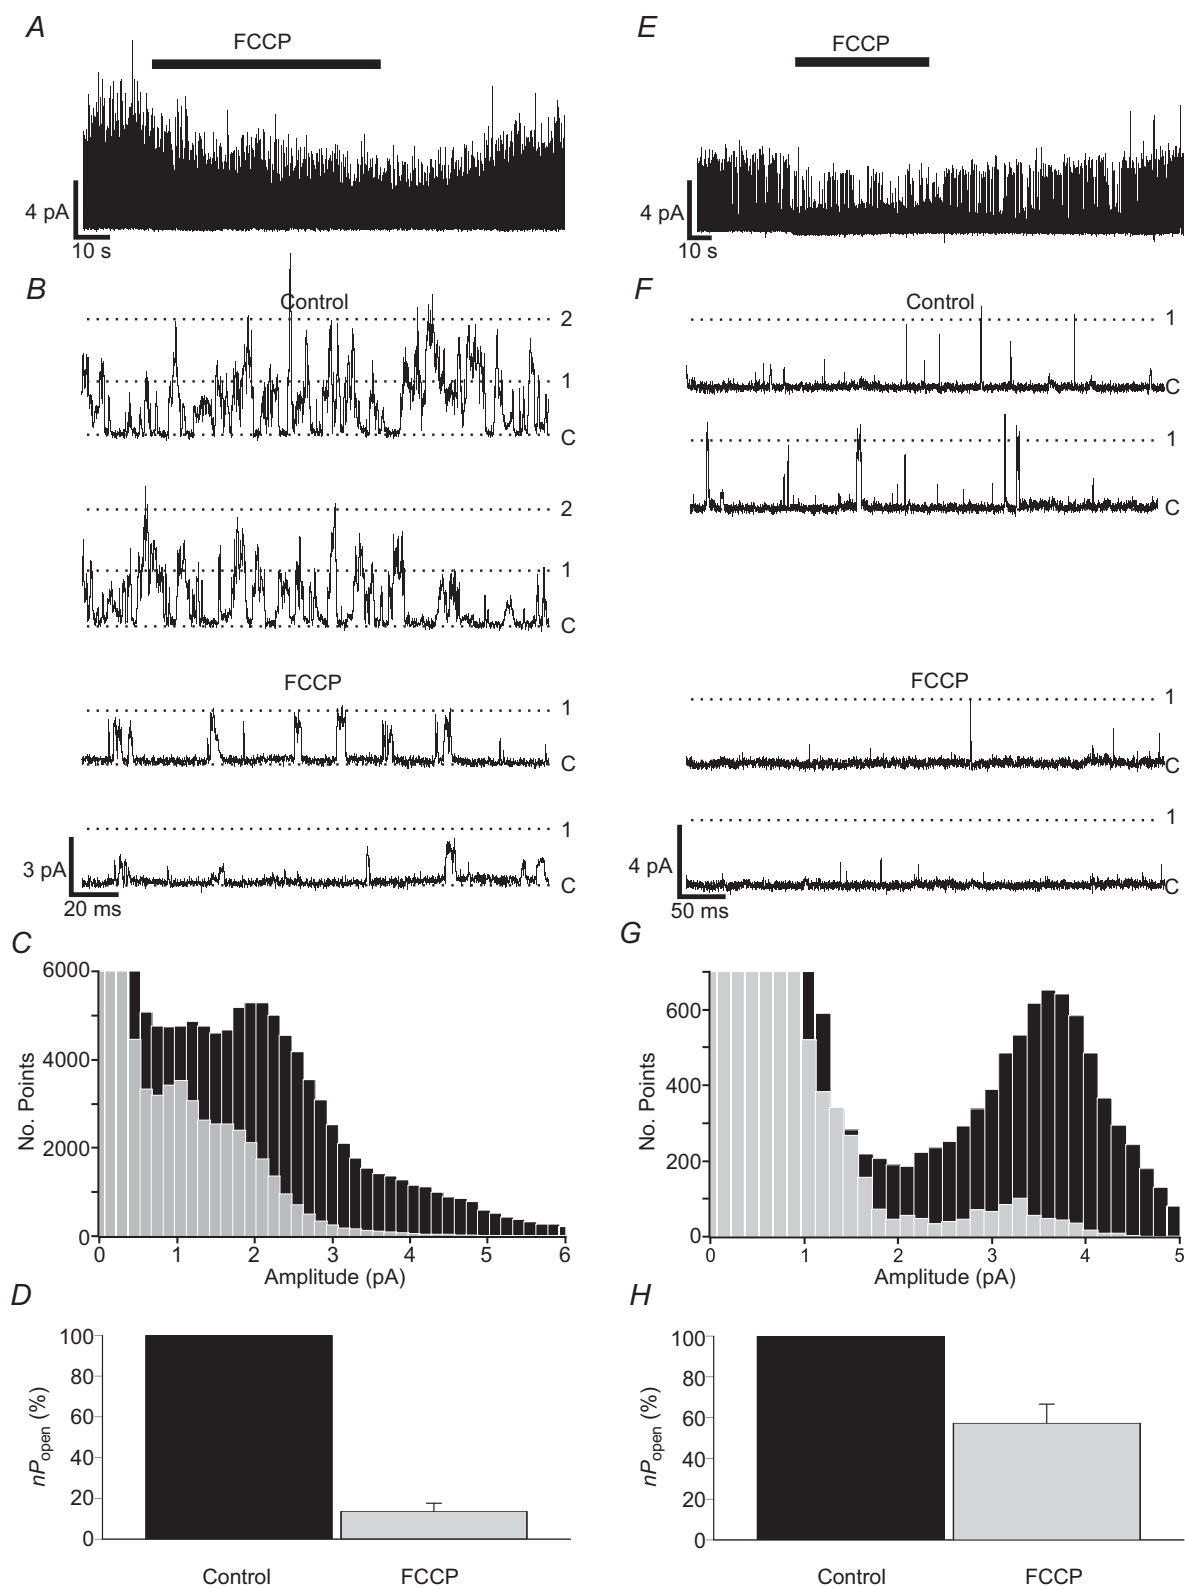 A
FCCP
4 pA
10 s
B
Control
2
1
C
2
1
C
FCCP
1
C
1
C
3 pA
20 ms
C
6000
4000
2000
0
No. Points
0 1 2 3 4 5 6
Amplitude (pA)
D
100
80
60
40
20
0
nPopen (%)
Control FCCP
E
FCCP
4 pA
10 s
F
Control
1
C
1
C
FCCP
1
C
1
C
4 pA
50 ms
G
600
400
200
0
No. Points
0 1 2 3 4 5
Amplitude (pA)
H
100
80
60
40
20
0
nPopen (%)
Control FCCP